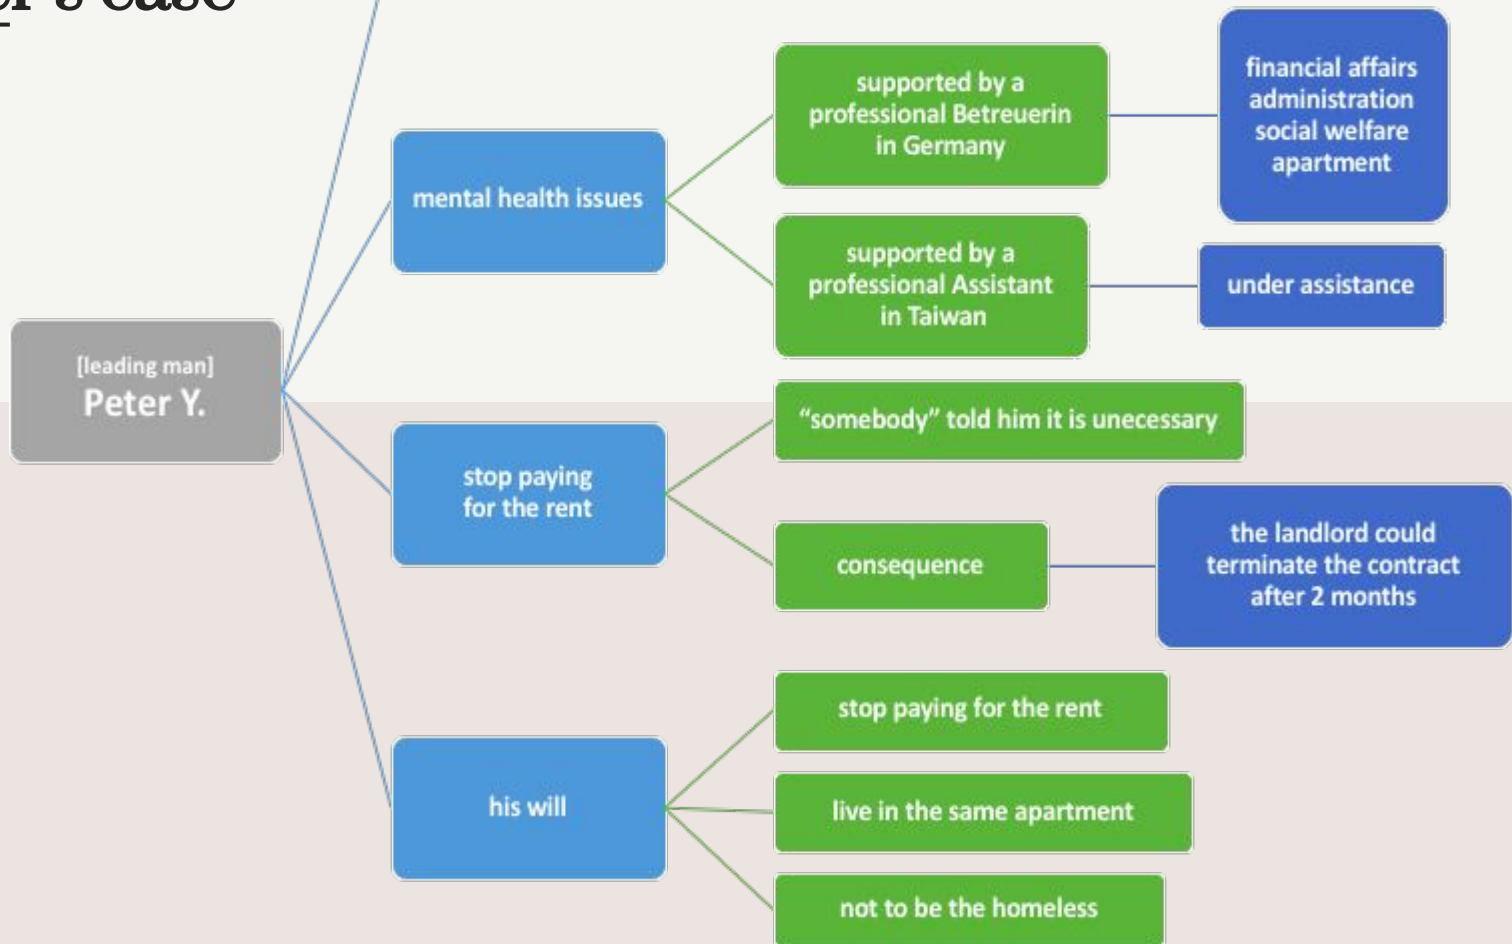 's case
[leading man]
Peter Y.
mental health issues
supported by a
professional Betreuerin
in Germany
financial affairs
administration
social welfare
apartment
supported by a
professional Assistant
in Taiwan
under assistance
stop paying
for the rent
“somebody” told him it is unecessary
consequence
the landlord could
terminate the contract
after 2 months
his will
stop paying for the rent
live in the same apartment
not to be the homeless